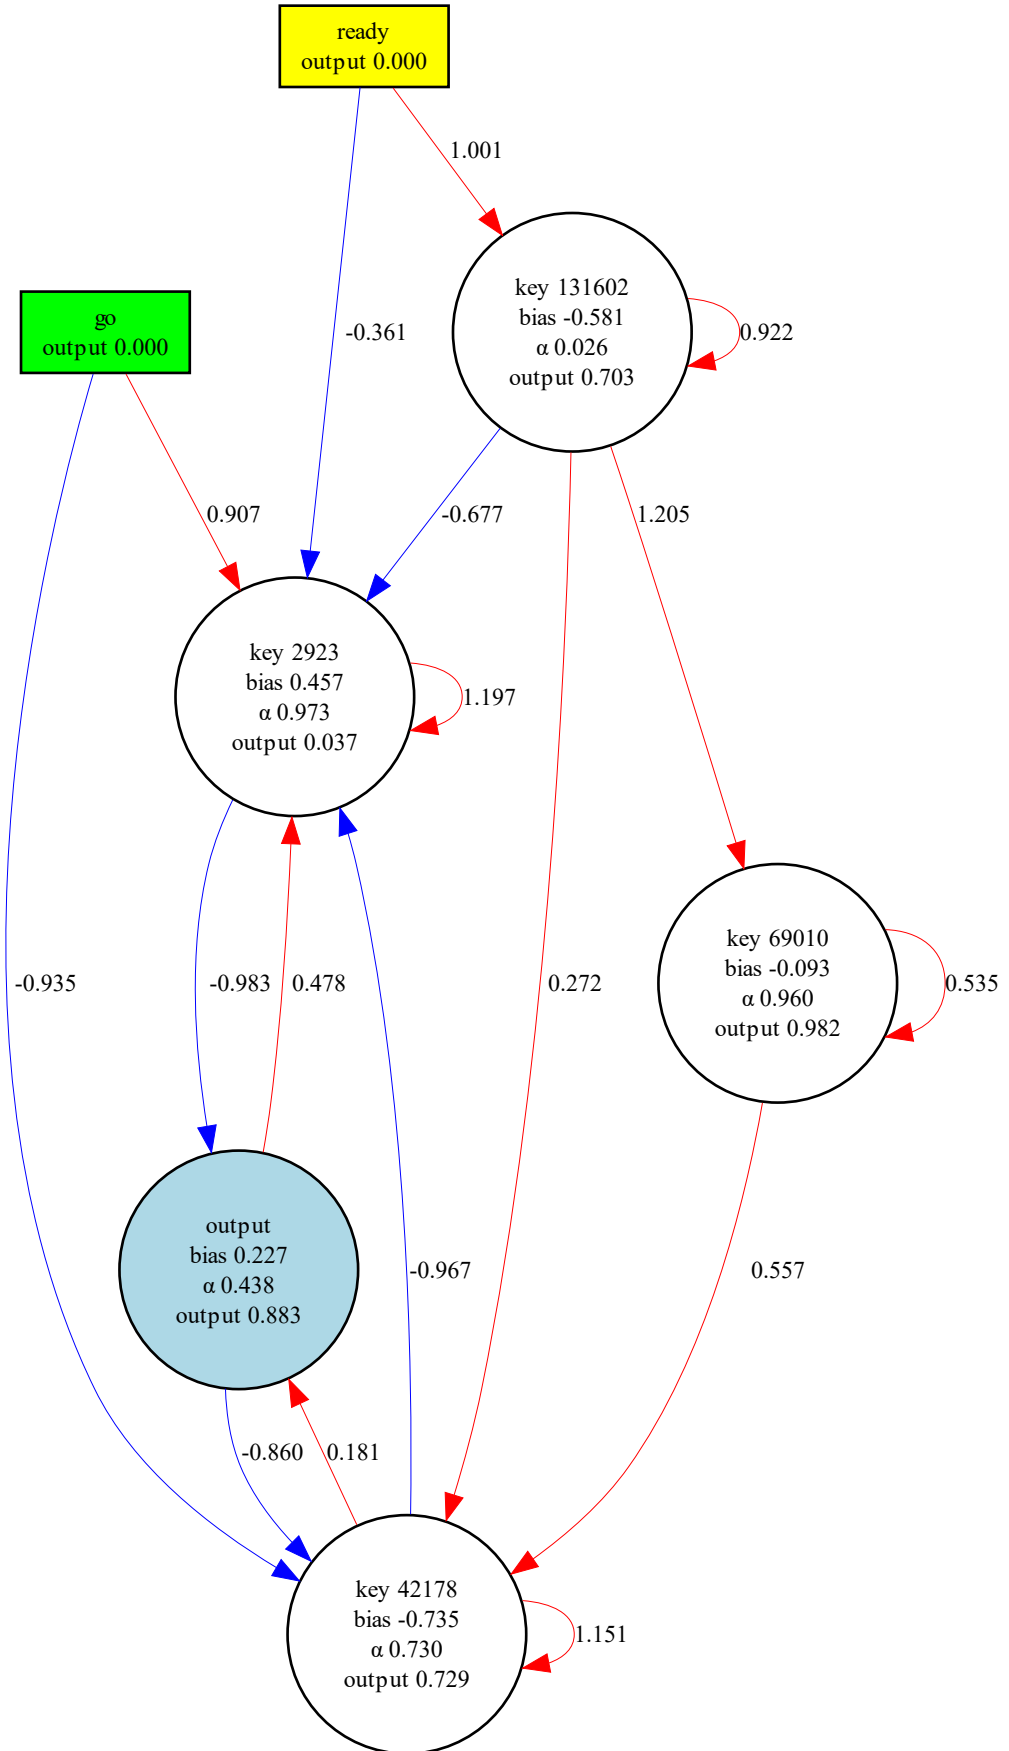 ready
output 0.000
1.001
key 131602
bias -0.581
α 0.026
output 0.703
0.922
go
output 0.000
-0.361
0.907
-0.677
1.205
key 2923
bias 0.457
α 0.973
output 0.037
1.197
key 69010
bias -0.093
α 0.960
output 0.982
0.535
-0.935
-0.983
0.478
0.272
output
bias 0.227
α 0.438
output 0.883
-0.967
0.557
-0.860
0.181
key 42178
bias -0.735
α 0.730
output 0.729
1.151